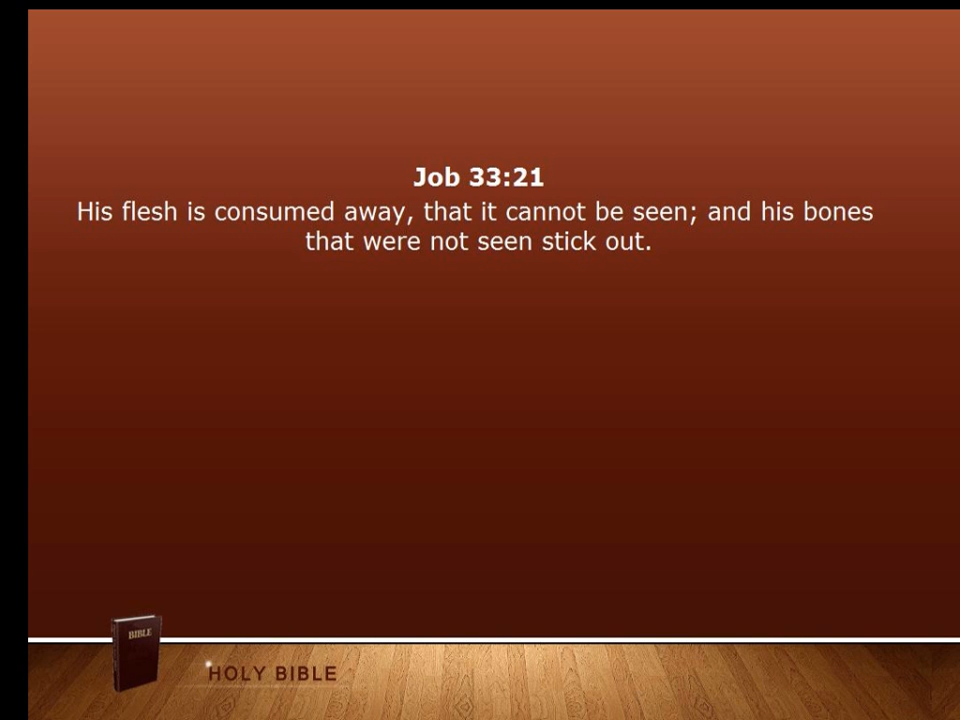 Job 33:21
His flesh is consumed away, that it cannot be seen; and his bones
that were not seen stick out.
BIBLE
HOLY BIBLE